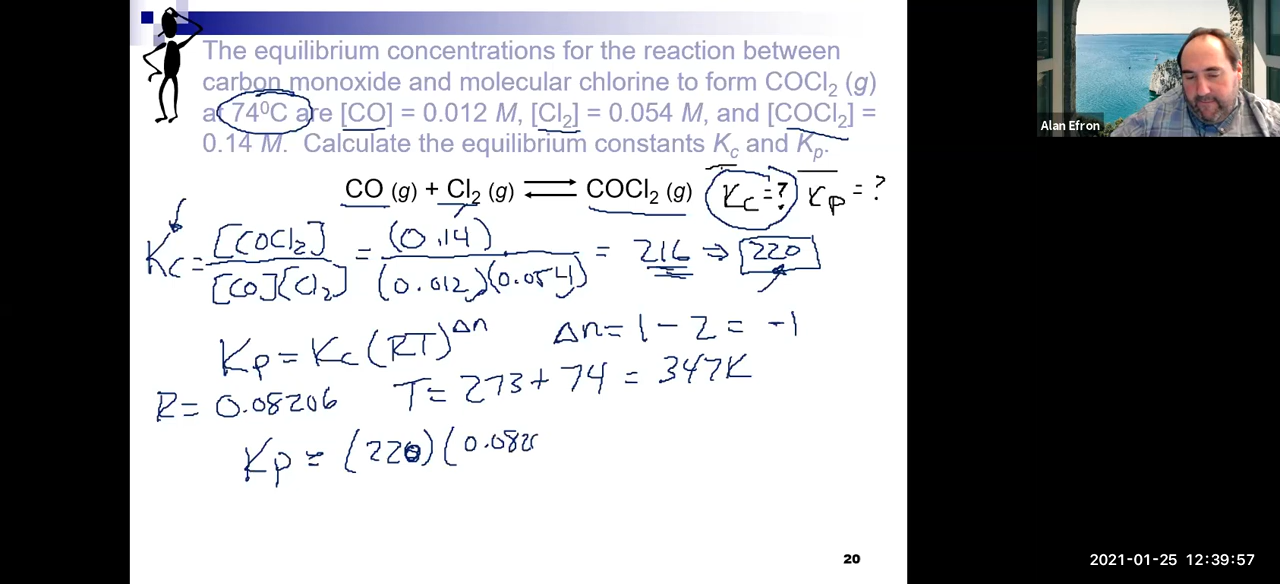 The equilibrium concentrations for the reaction between
carbon monoxide and molecular chlorine to form COCl₂ (g)
at 74⁰C are [CO] = 0.012 M, [Cl₂] = 0.054 M, and [COCl₂] =
0.14 M. Calculate the equilibrium constants Kc and Kp.
CO (g) + Cl₂ (g) ⇌ COCl₂ (g) Kc = ? Kp = ?
Kc = [COCl₂] / [CO][Cl₂] = (0.14) / (0.012)(0.054) = 216 ⇒ 220
Kp = Kc (RT)^Δn Δn = 1 - 2 = -1
R = 0.08206 T = 273 + 74 = 347K
Kp = (220)(0.082
Alan Efron
20
2021-01-25 12:39:57